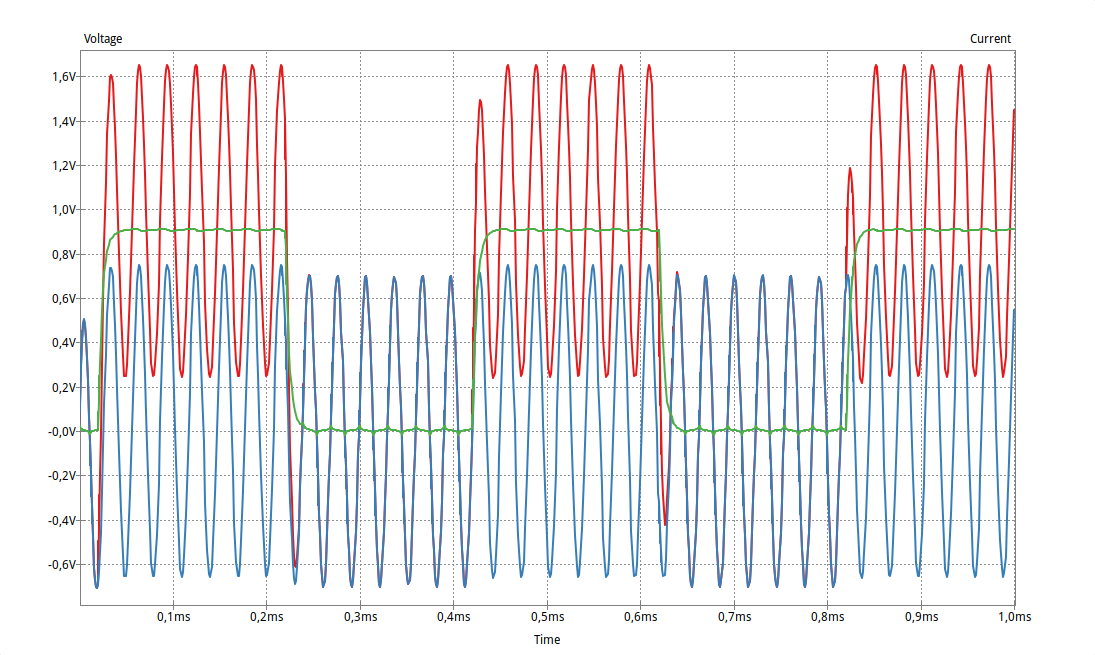 Voltage Current
1,6V
1,4V
1,2V
1,0V
0,8V
0,6V
0,4V
0,2V
-0,0V
-0,2V
-0,4V
-0,6V
0,1ms 0,2ms 0,3ms 0,4ms 0,5ms 0,6ms 0,7ms 0,8ms 0,9ms 1,0ms
Time